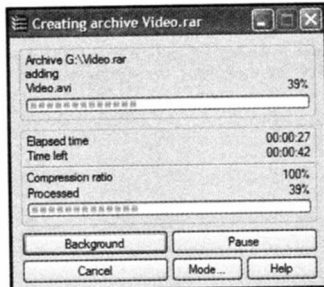 Creating archive Video.rar
Archive G:\Video.rar
adding
Video.avi 39%
Elapsed time 00:00:27
Time left 00:00:42
Compression ratio 100%
Processed 39%
Background Pause
Cancel Mode... Help